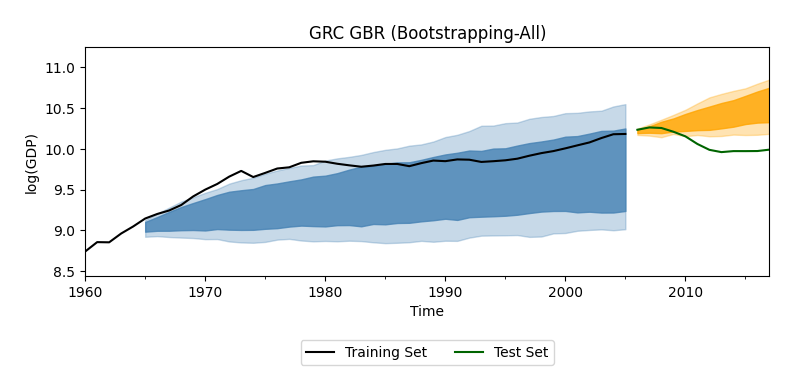 GRC GBR (Bootstrapping-All)
11.0
10.5
10.0
9.5
9.0
8.5
log(GDP)
1960 1970 1980 1990 2000 2010
Time
Training Set Test Set